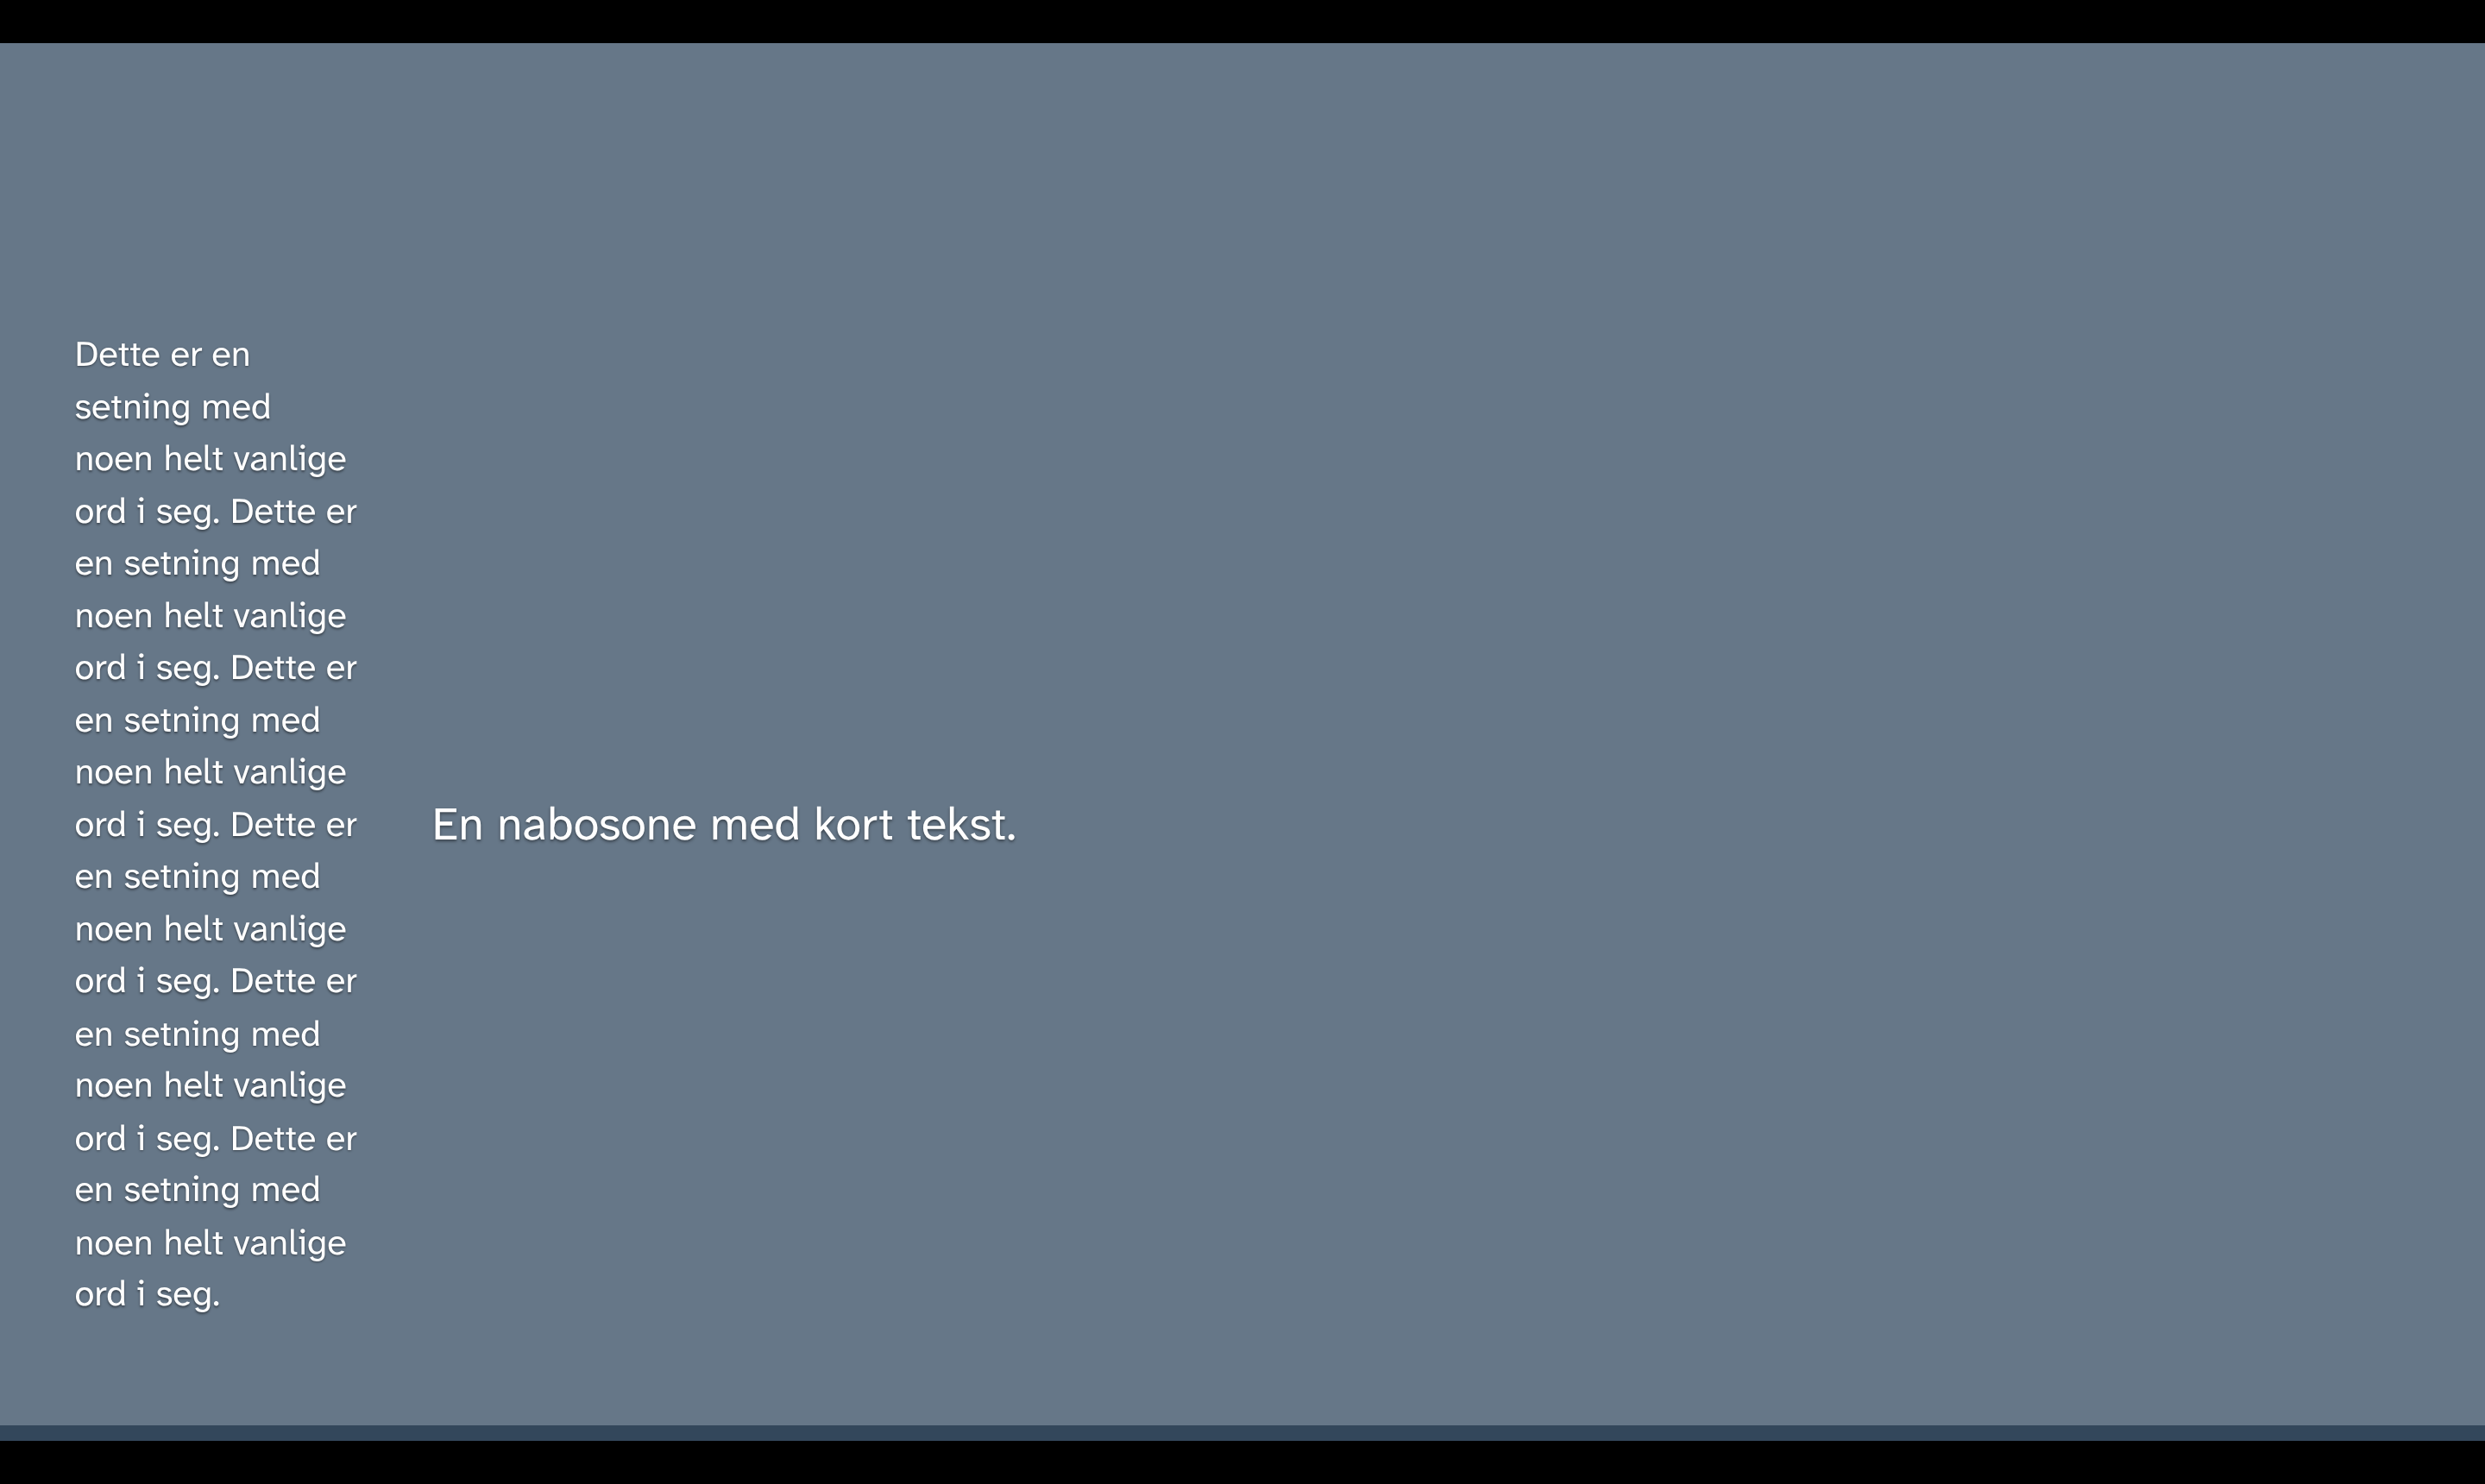 Dette er en
setning med
noen helt vanlige
ord i seg. Dette er
en setning med
noen helt vanlige
ord i seg. Dette er
en setning med
noen helt vanlige
ord i seg. Dette er
en setning med
noen helt vanlige
ord i seg. Dette er
en setning med
noen helt vanlige
ord i seg. Dette er
en setning med
noen helt vanlige
ord i seg.
En nabosone med kort tekst.